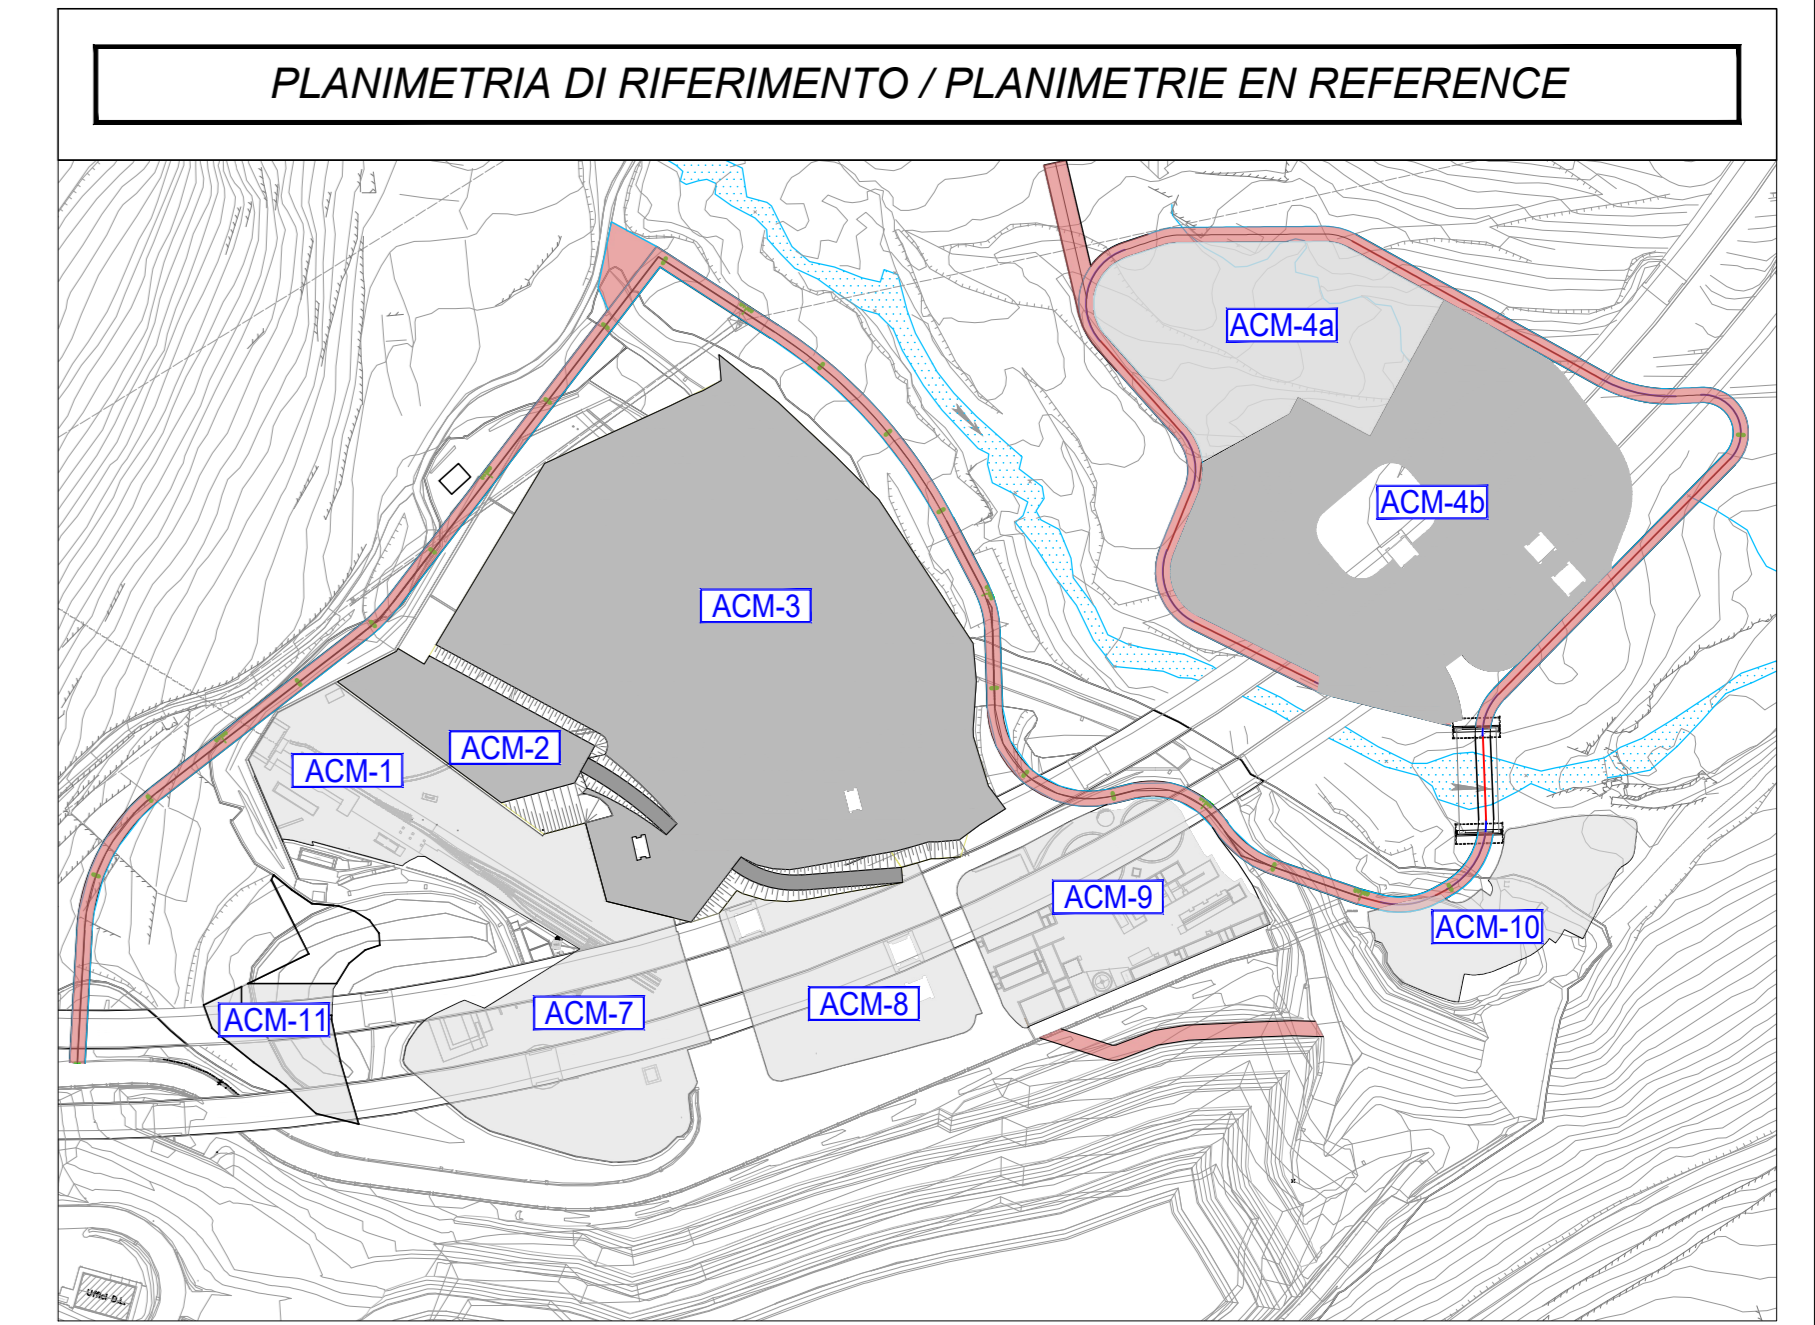 PLANIMETRIA DI RIFERIMENTO / PLANIMETRIE EN REFERENCE
ACM-4a
ACM-4b
ACM-3
ACM-2
ACM-1
ACM-9
ACM-10
ACM-8
ACM-7
ACM-11
Uffici D.L.